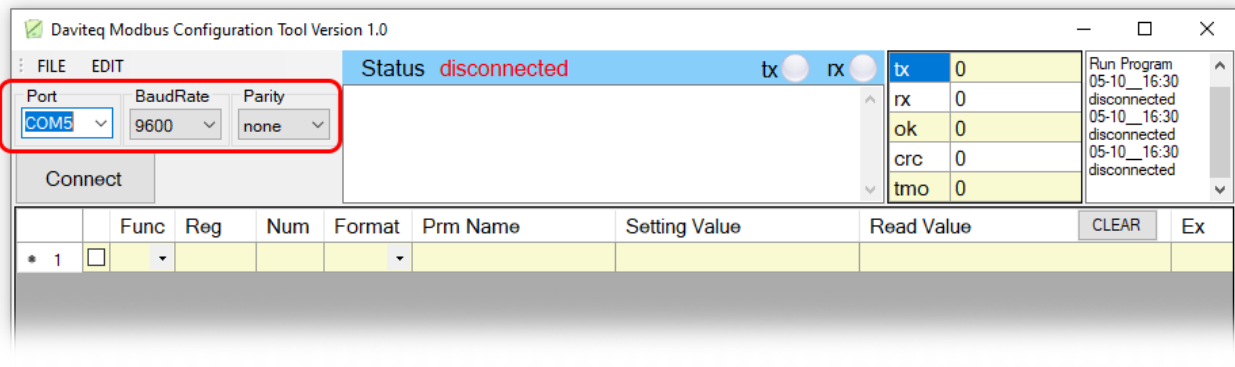 Daviteq Modbus Configuration Tool Version 1.0
FILE EDIT
Port BaudRate Parity
COM5 9600 none
Connect
Status disconnected tx rx
tx 0
rx 0
ok 0
crc 0
tmo 0
Run Program
05-10__16:30
disconnected
05-10__16:30
disconnected
05-10__16:30
disconnected
Func Reg Num Format Prm Name Setting Value Read Value CLEAR Ex
* 1